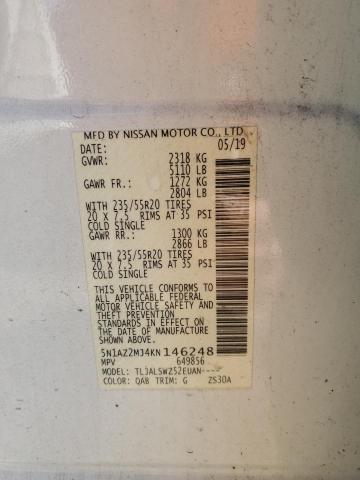 MFD BY NISSAN MOTOR CO., LTD
DATE: 05/19
GVWR: 2318 KG
5110 LB
GAWR FR.: 1272 KG
2804 LB
WITH 235/55R20 TIRES
20 X 7.5 RIMS AT 35 PSI
COLD SINGLE
GAWR RR.: 1300 KG
2866 LB
WITH 235/55R20 TIRES
20 X 7.5 RIMS AT 35 PSI
COLD SINGLE
THIS VEHICLE CONFORMS TO
ALL APPLICABLE FEDERAL
MOTOR VEHICLE SAFETY
AND THEFT PREVENTION
STANDARDS IN EFFECT ON
THE DATE OF MANUFACTURE
SHOWN ABOVE.
5N1AZ2MJ4KN146248
MPV 649856
MODEL: TLJALSWZ52EUAN----
COLOR: QAB TRIM: G ZS30A